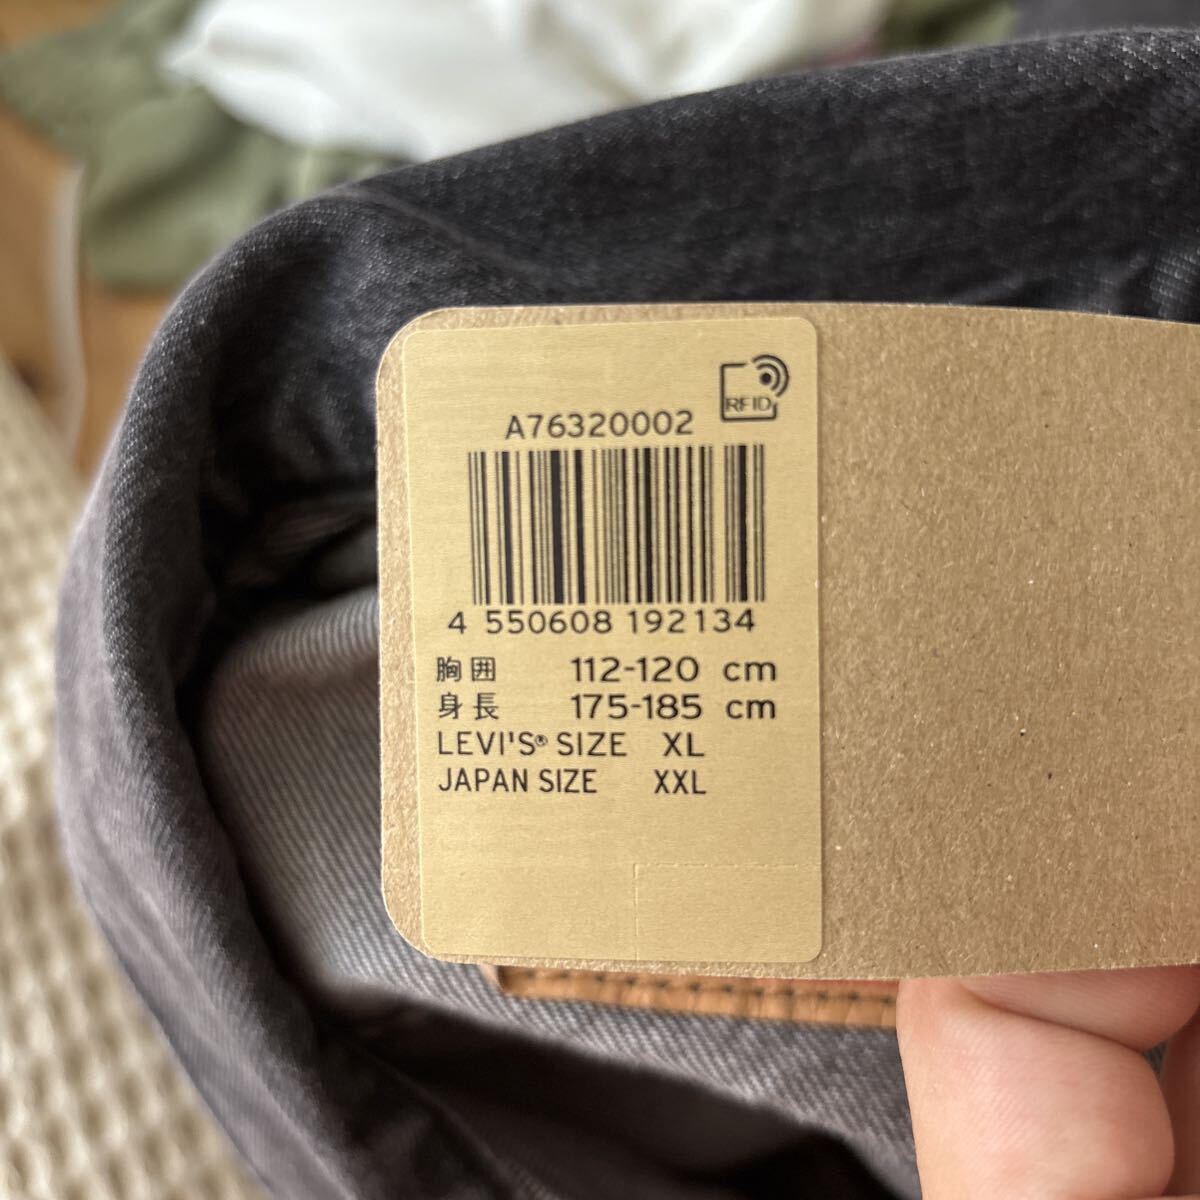 RFID
A76320002
4 550608 192134
胸囲 112-120 cm
身長 175-185 cm
LEVI'S® SIZE XL
JAPAN SIZE XXL